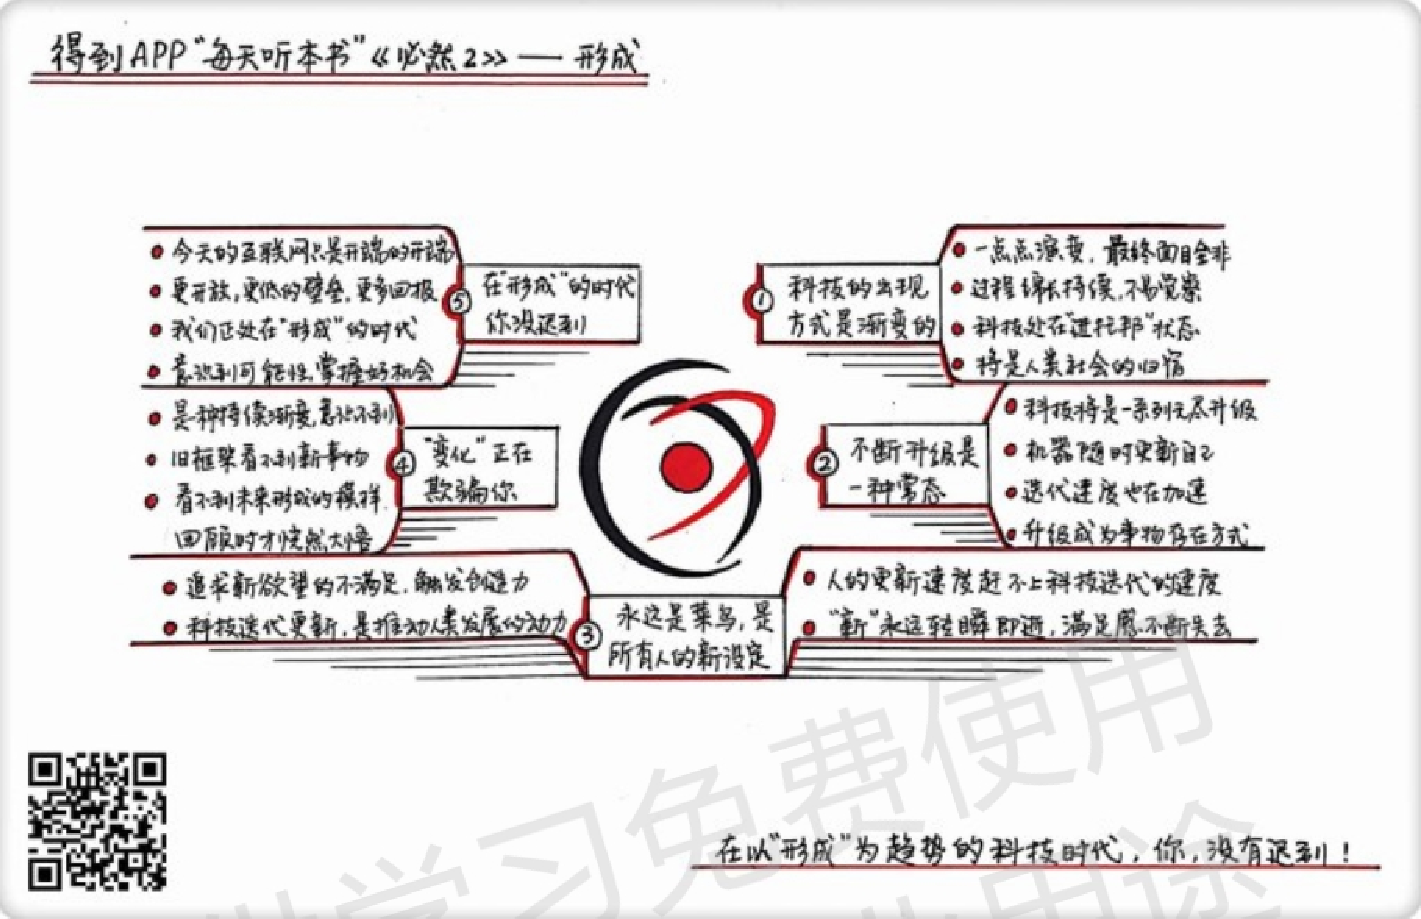 得到APP“每天听本书”《必然2》——形成
① 科技的出现
方式是渐变的
一点点演变，最终面目全非
过程绵长持续，不易觉察
科技处在“进托邦”状态
将是人类社会的归宿
② 不断升级是
一种常态
科技将是一系列无尽升级
机器随时更新自己
迭代速度也在加速
升级成为事物存在方式
③ 永远是菜鸟，是
所有人的新设定
人的更新速度赶不上科技迭代的速度
“新”永远转瞬即逝，满足感不断失去
追求新欲望的不满足，触发创造力
科技迭代更新，是推动人类发展的动力
④ “变化”正在
欺骗你
是种持续渐变，意识不到
旧框架看不到新事物
看不到未来形成的模样
回顾时才恍然大悟
⑤ 在“形成”的时代
你没迟到
今天的互联网只是开端的开端
更开放，更低的壁垒，更多回报
我们正处在“形成”的时代
意识到可能性，掌握好机会
在以“形成”为趋势的科技时代，你，没有迟到！
学习免费使用
用途